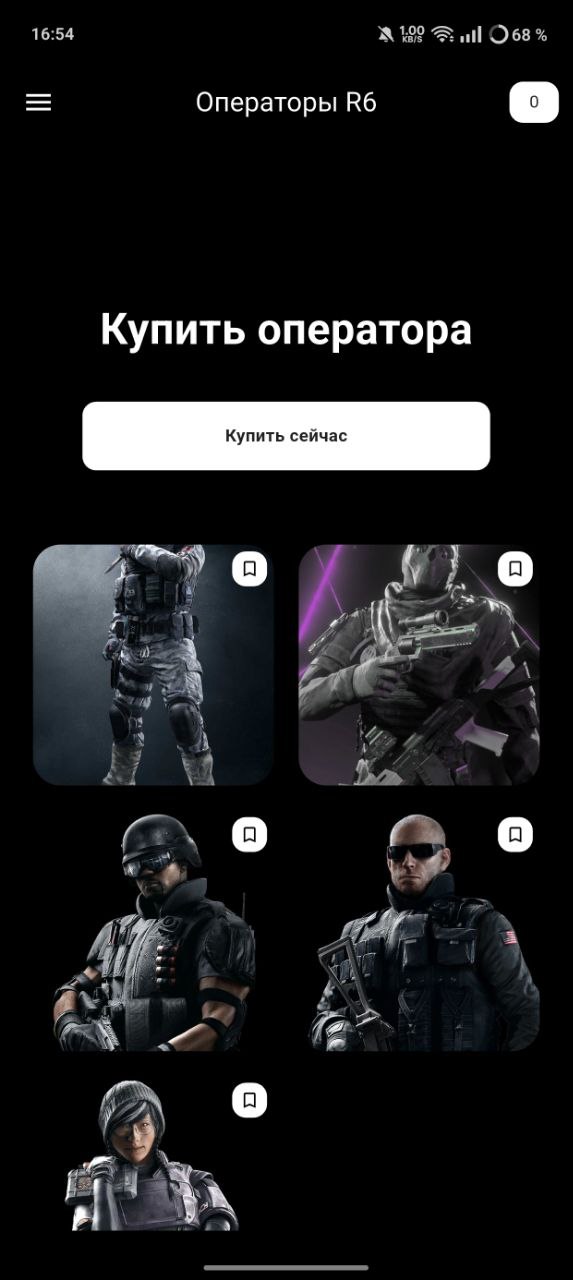 16:54
1.00
KB/S
68 %
Операторы R6
0
Купить оператора
Купить сейчас